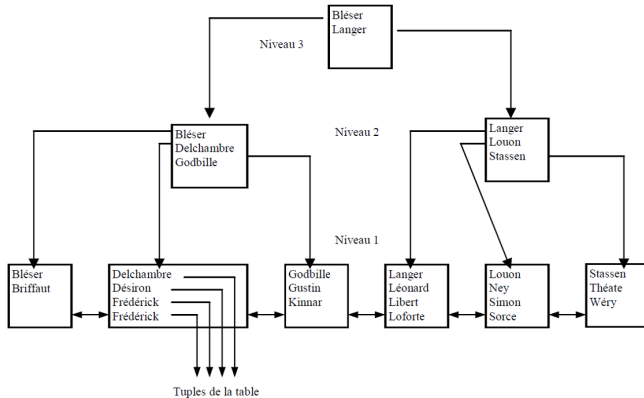 Bléser
Langer
Niveau 3
Bléser
Delchambre
Godbille
Niveau 2
Langer
Louon
Stassen
Niveau 1
Bléser
Briffaut
Delchambre
Désiron
Frédérick
Frédérick
Godbille
Gustin
Kinnar
Langer
Léonard
Libert
Loforte
Louon
Ney
Simon
Sorce
Stassen
Théate
Wéry
Tuples de la table